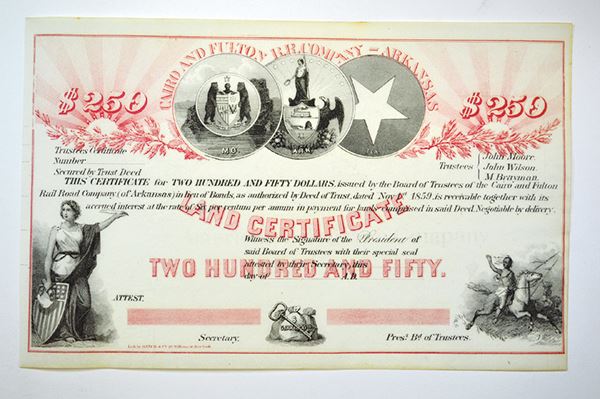 CAIRO AND FULTON R.R. COMPANY — ARKANSAS
$250
$250
MO.
ARK.
Trustees Certificate
Number
Secured by Trust Deed
Trustees
John Moore.
John Wilson.
M. Brayman.
THIS CERTIFICATE for TWO HUNDRED AND FIFTY DOLLARS, issued by the Board of Trustees of the Cairo and Fulton
Rail Road Company (of Arkansas) in lieu of Bonds, as authorized by Deed of Trust, dated Nov. 1859, is receivable together with its
accrued interest at the rate of Six per centum per annum in payment for lands comprised in said Deed. Negotiable by delivery.
LAND CERTIFICATE
Witness the Signature of the President of
said Board of Trustees with their special seal
attested by their Secretary, this
day of A.D.
TWO HUNDRED AND FIFTY.
ATTEST.
Secretary.
Prest. Bd. of Trustees.